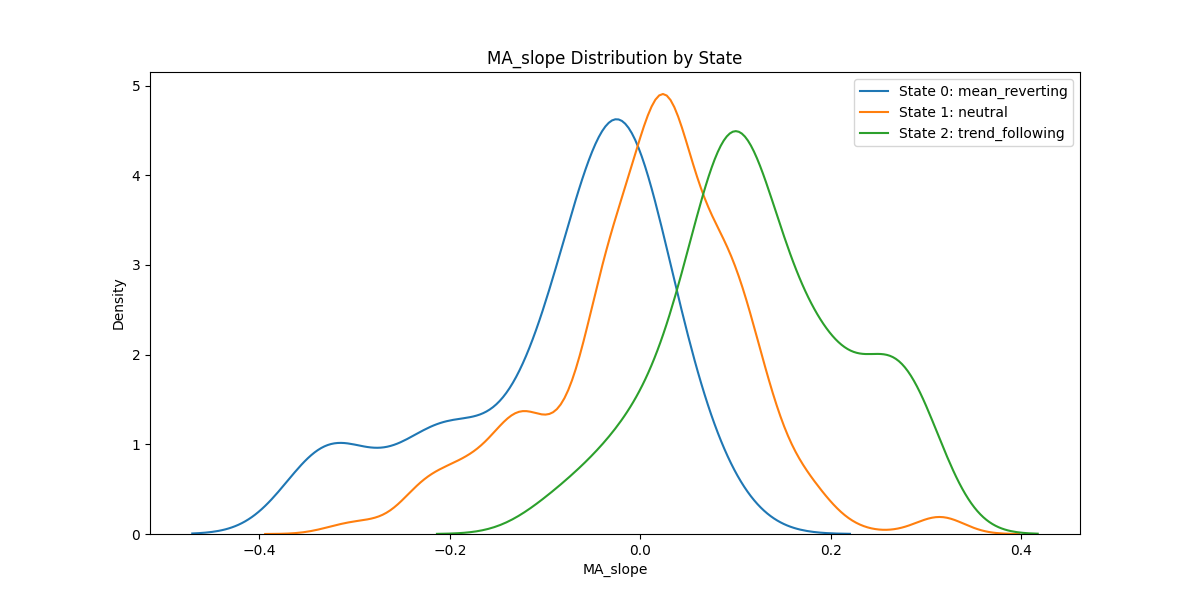 MA_slope Distribution by State
State 0: mean_reverting
State 1: neutral
State 2: trend_following
Density
5
4
3
2
1
0
−0.4
−0.2
0.0
0.2
0.4
MA_slope